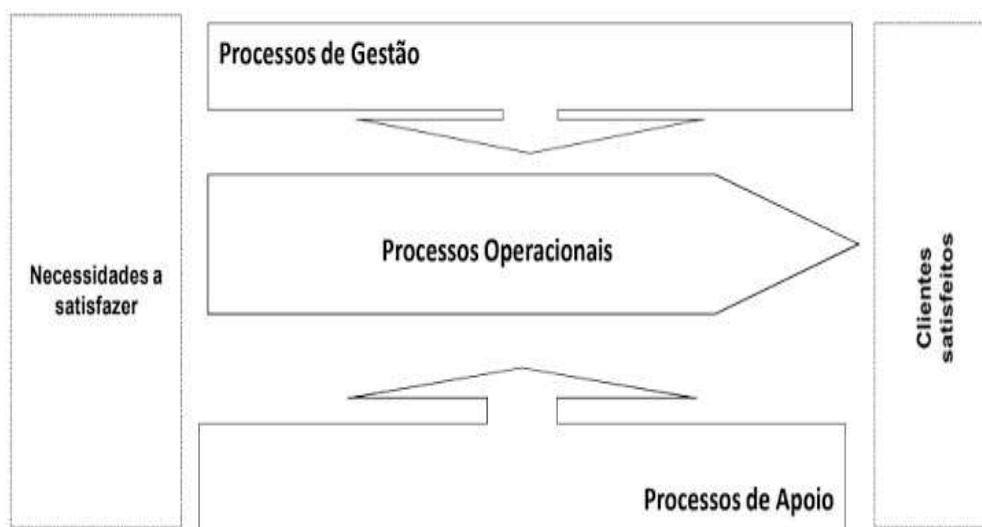 Processos de Gestão
Necessidades a
satisfazer
Processos Operacionais
Clientes
satisfeitos
Processos de Apoio